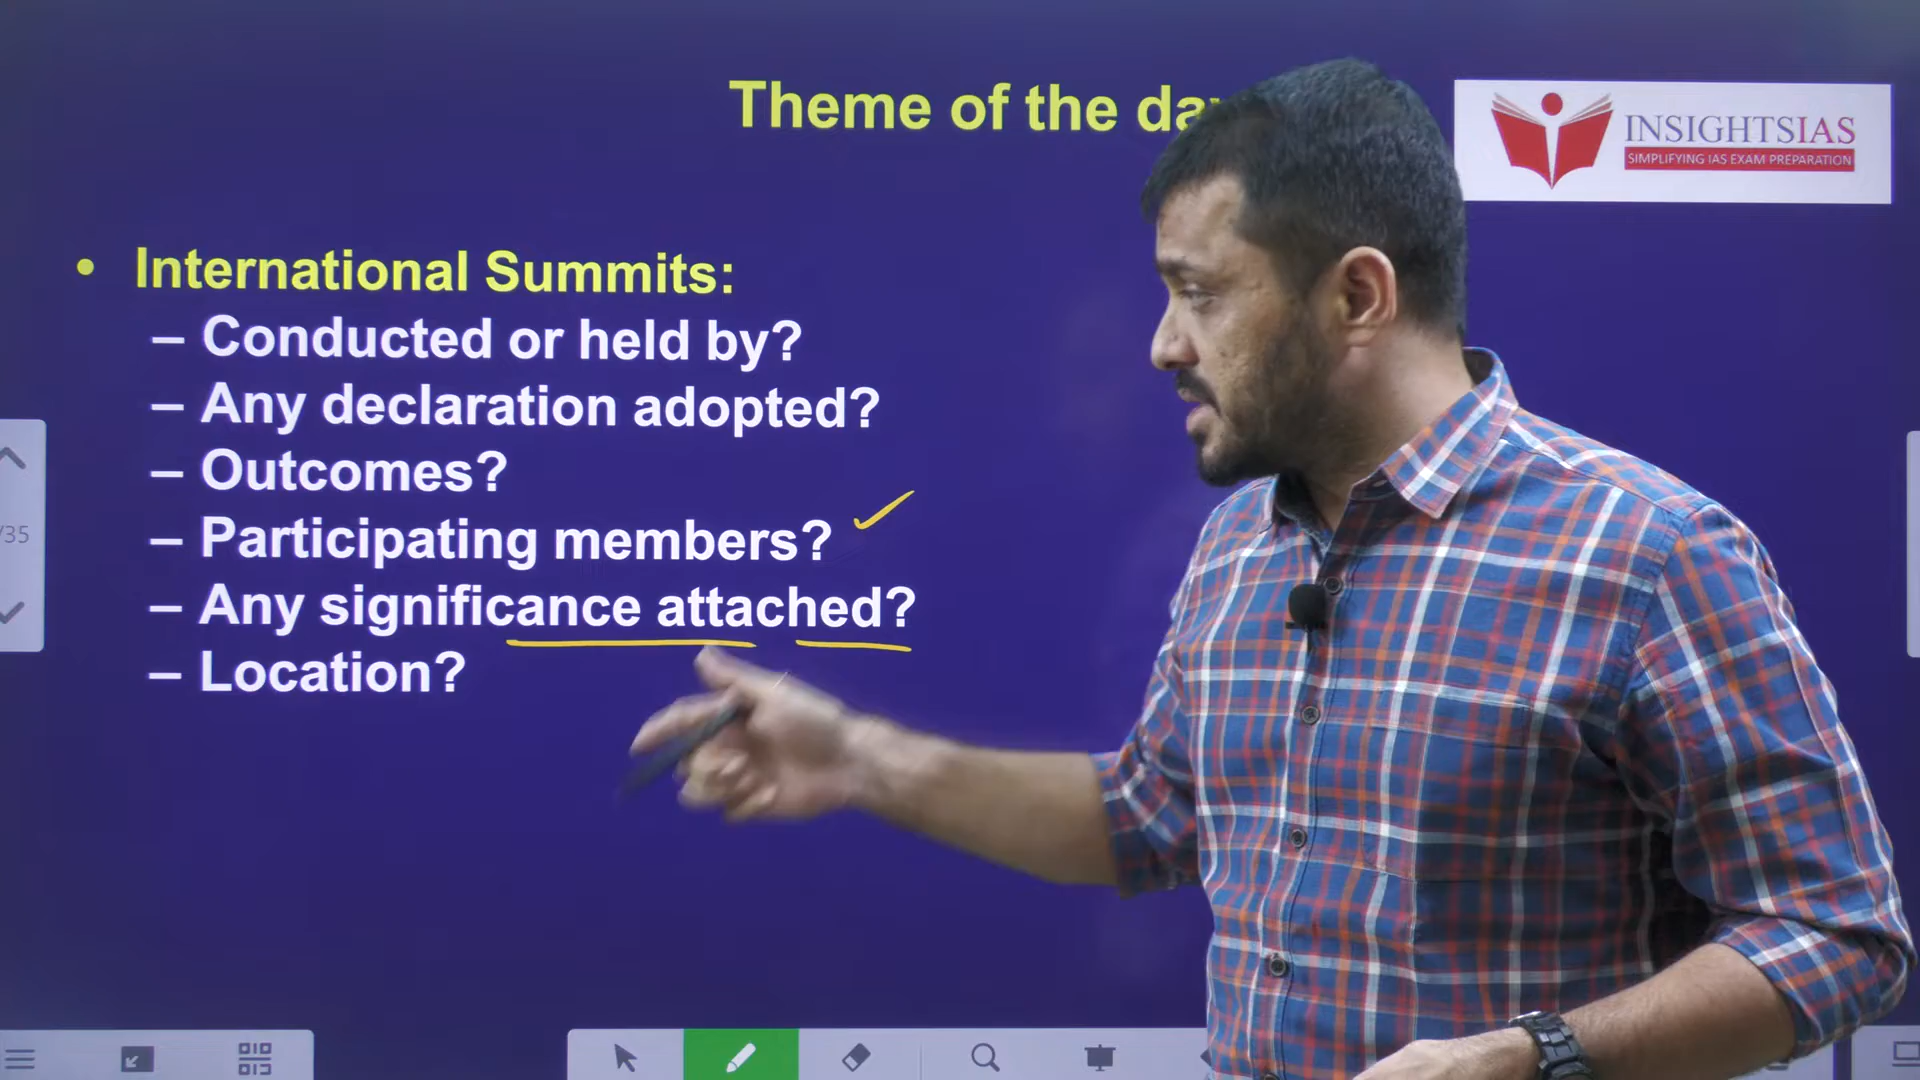 Theme of the da
INSIGHTSIAS
SIMPLIFYING IAS EXAM PREPARATION
• International Summits:
– Conducted or held by?
– Any declaration adopted?
– Outcomes?
– Participating members?
– Any significance attached?
– Location?
/35